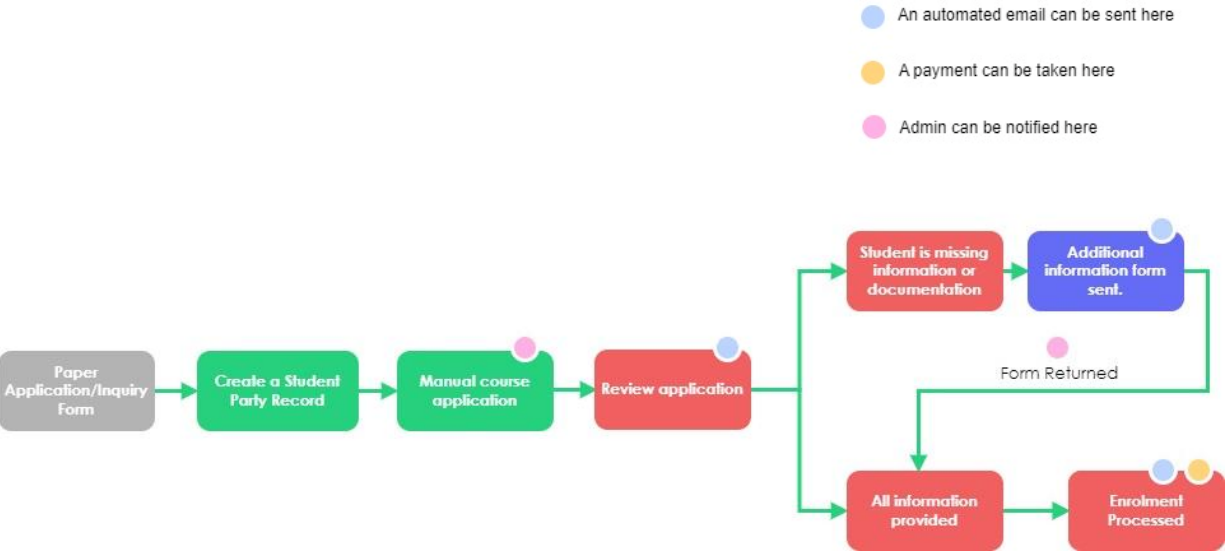 An automated email can be sent here
A payment can be taken here
Admin can be notified here
Student is missing
information or
documentation
Additional
information form
sent.
Paper
Application/Inquiry
Form
Create a Student
Party Record
Manual course
application
Review application
Form Returned
All information
provided
Enrolment
Processed